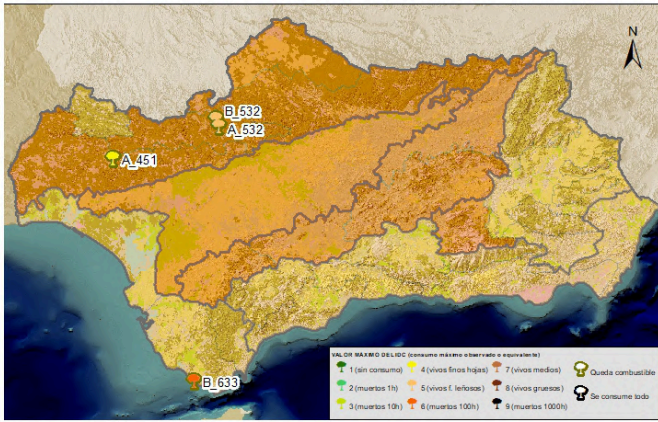 N
B_532
A_532
A_451
B_633
VALOR MÁXIMO DEL IDC (consumo máximo observado o equivalente)
1 (sin consumo)
4 (vivos finos hojas)
7 (vivos medios)
Queda combustible
2 (muertos 1h)
5 (vivos f. leñosos)
8 (vivos gruesos)
3 (muertos 10h)
6 (muertos 100h)
9 (muertos 1000h)
Se consume todo